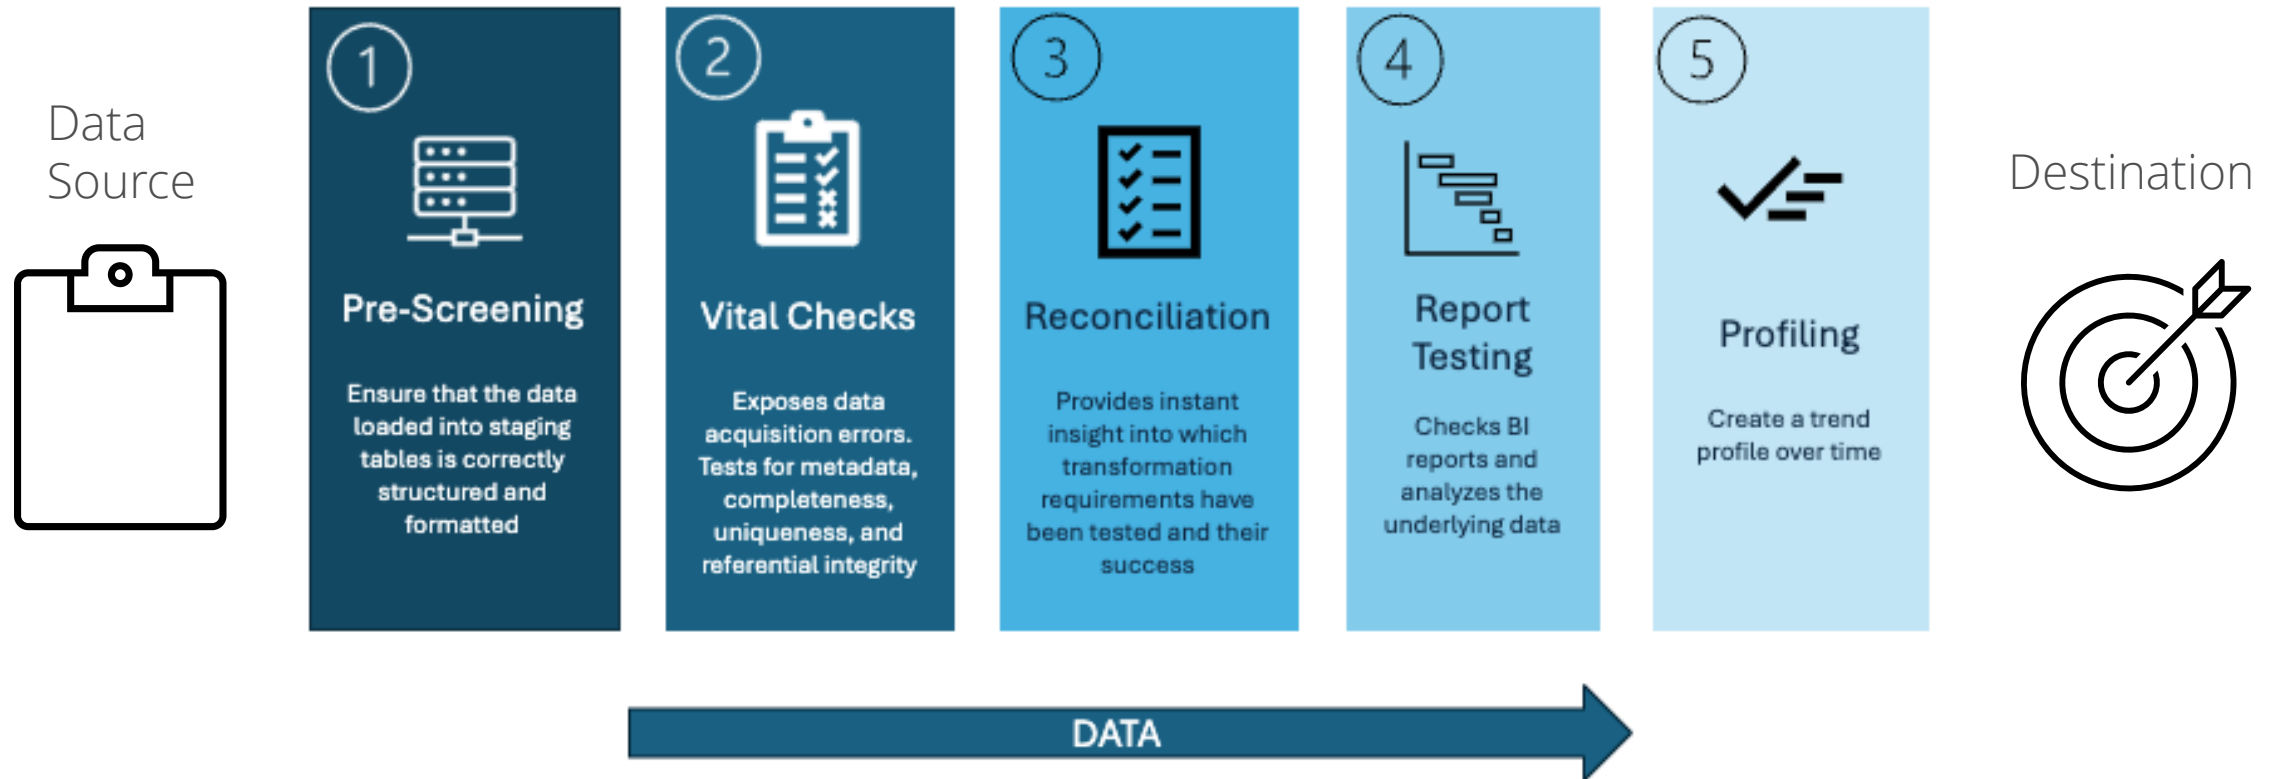 Data
Source
1
Pre-Screening
Ensure that the data
loaded into staging
tables is correctly
structured and
formatted
2
Vital Checks
Exposes data
acquisition errors.
Tests for metadata,
completeness,
uniqueness, and
referential integrity
3
Reconciliation
Provides instant
insight into which
transformation
requirements have
been tested and their
success
4
Report
Testing
Checks BI
reports and
analyzes the
underlying data
5
Profiling
Create a trend
profile over time
Destination
DATA